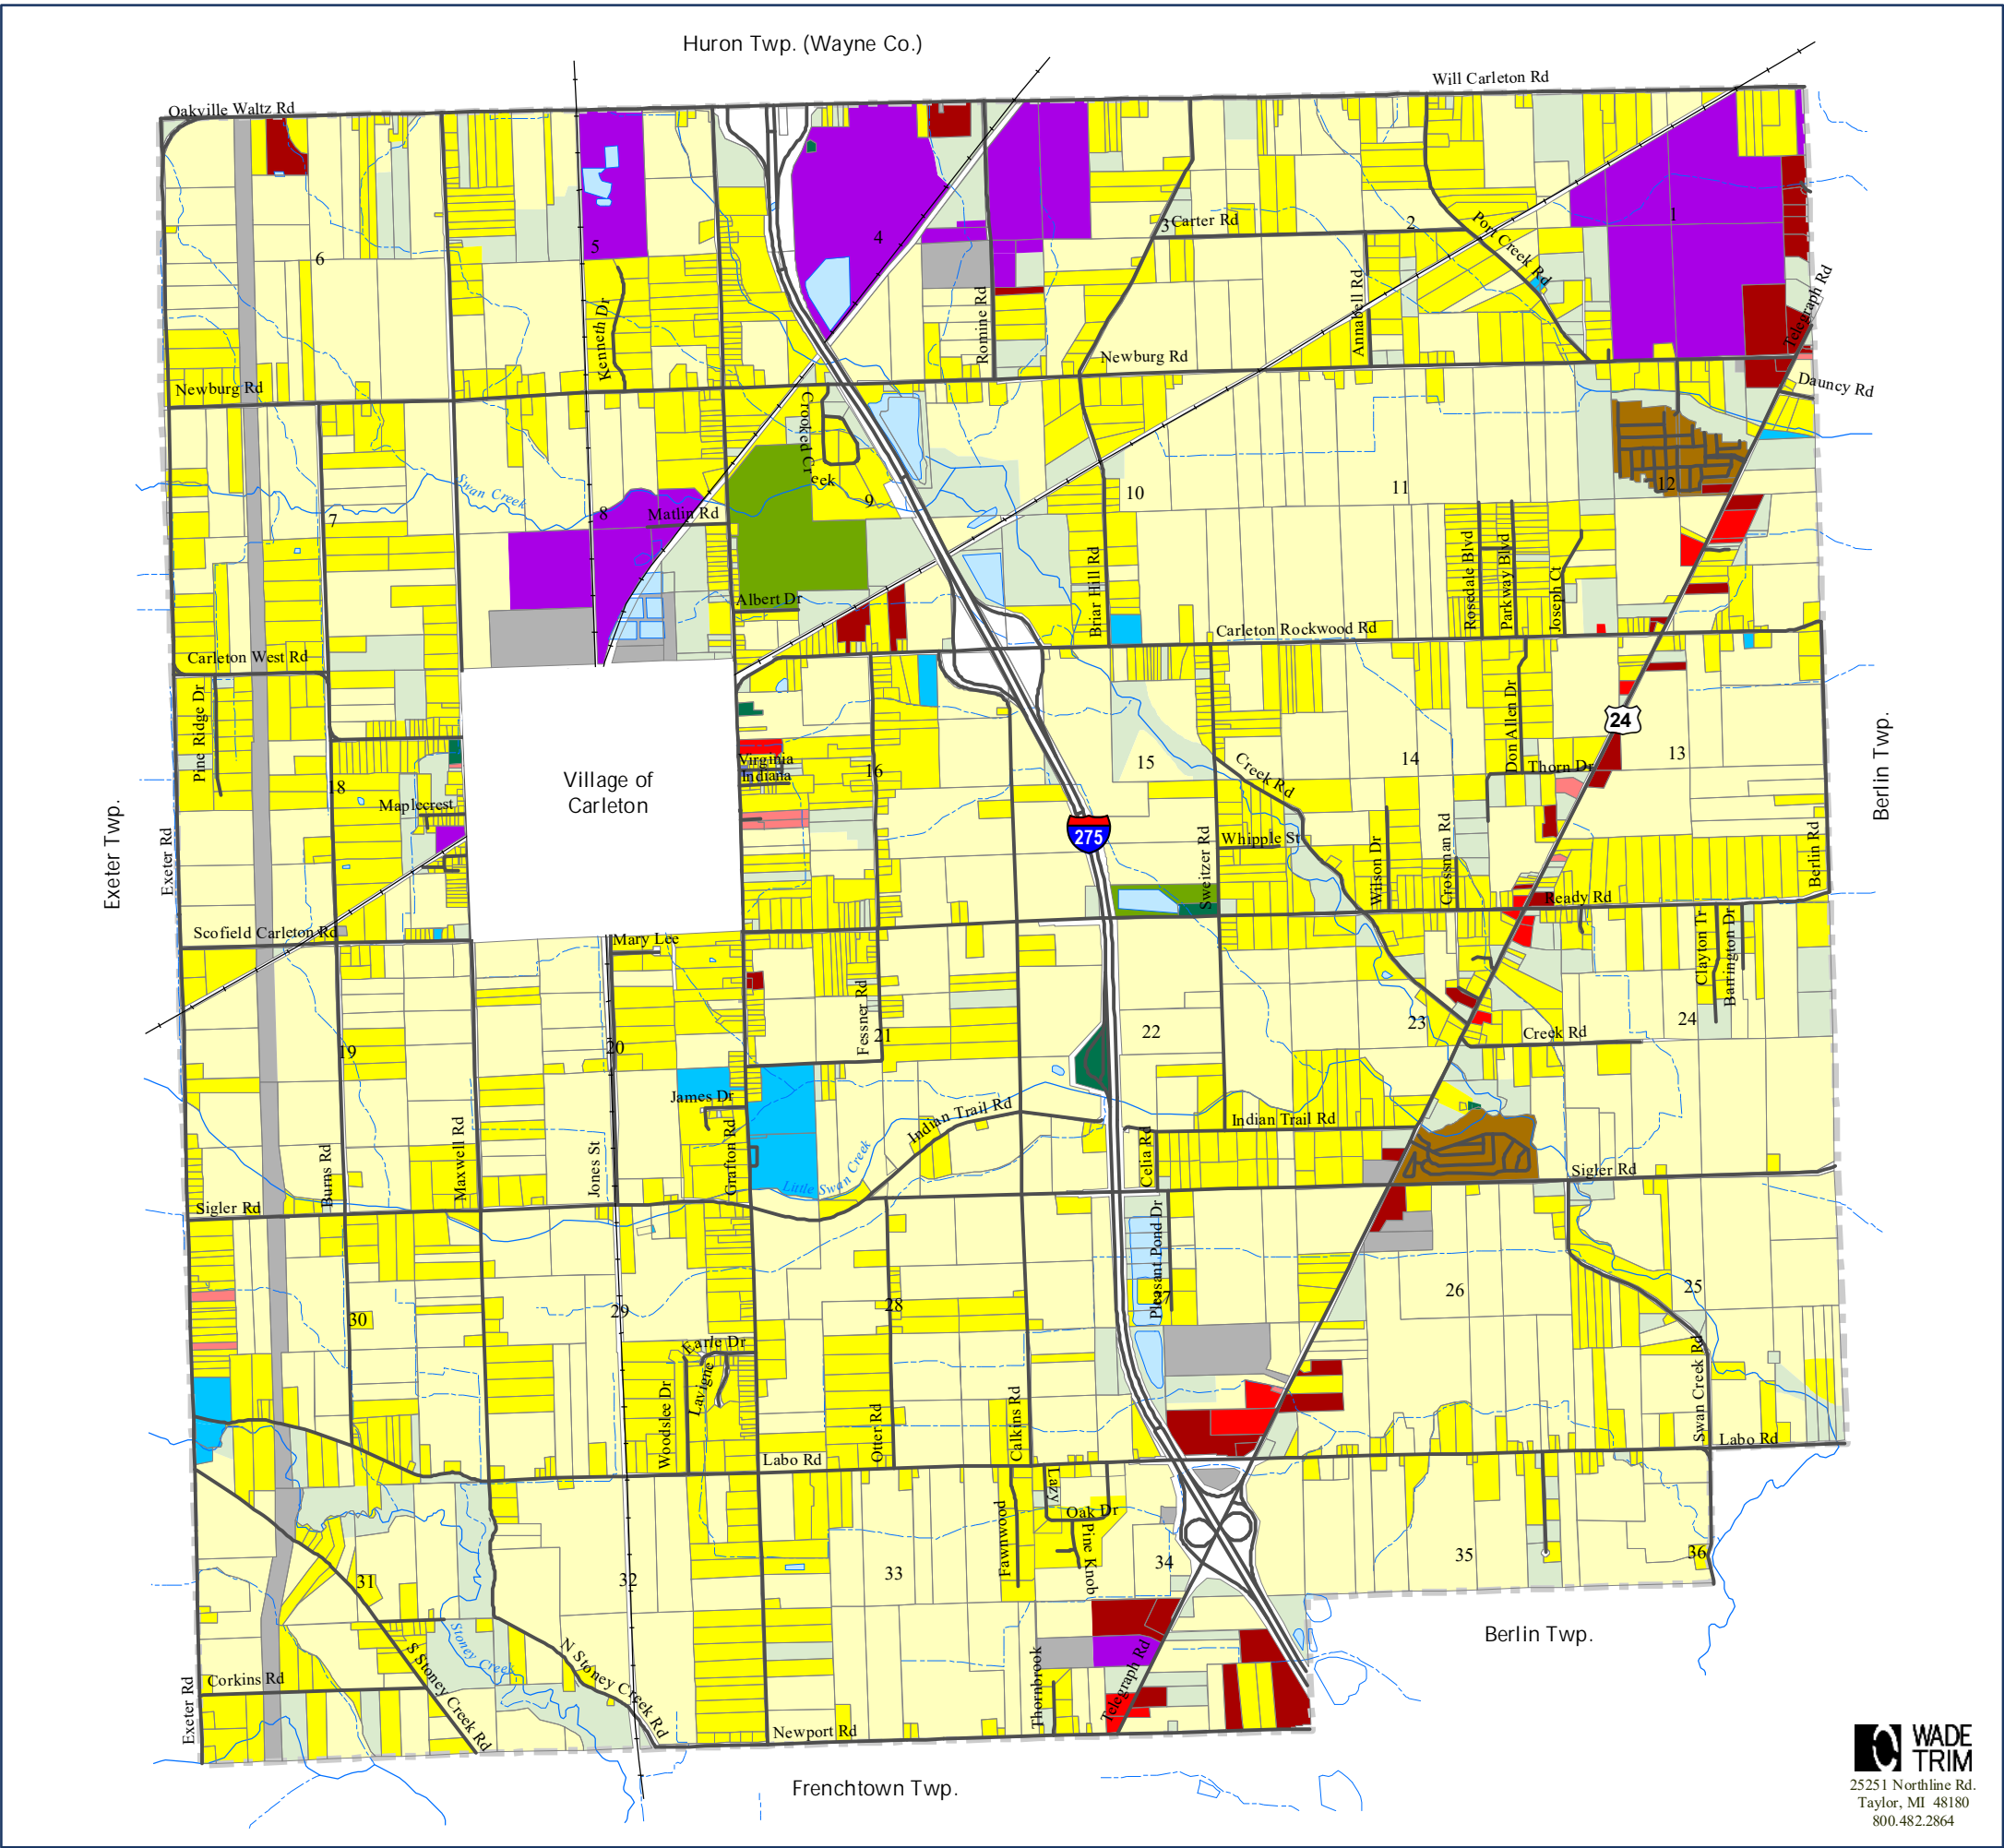 Huron Twp. (Wayne Co.)
Will Carleton Rd
Oakville Waltz Rd
6
5
4
3
Carter Rd
2
Port Creek Rd
1
Kenneth Dr
Romine Rd
Annabell Rd
Telegraph Rd
Newburg Rd
Newburg Rd
Dauncy Rd
Crooked Creek
Swan Creek
7
8
Matlin Rd
9
10
11
12
Albert Dr
Briar Hill Rd
Rosedale Blvd
Parkway Blvd
Joseph Ct
Carleton Rockwood Rd
Carleton West Rd
Pine Ridge Dr
Don Allen Dr
24
Village of
Carleton
Virginia
Indiana
16
15
Creek Rd
14
Thorn Dr
13
18
Maplecrest
Exeter Twp.
Exeter Rd
275
Sweitzer Rd
Whipple St
Wilson Dr
Crossman Rd
Berlin Rd
Berlin Twp.
Ready Rd
Scofield Carleton Rd
Mary Lee
Clayton Tr
Barrington Dr
Fessner Rd
19
20
21
22
23
24
Creek Rd
James Dr
Indian Trail Rd
Indian Trail Rd
Burns Rd
Maxwell Rd
Jones St
Grafton Rd
Little Swan Creek
Celia Rd
Sigler Rd
Sigler Rd
Pleasant Pond Dr
30
29
28
27
26
25
Earle Dr
Lavigne
Woodslee Dr
Otter Rd
Calkins Rd
Swan Creek Rd
Labo Rd
Labo Rd
Lazy
Oak Dr
Fawnwood
Pine Knob
31
32
33
34
35
36
Stoney Creek
S Stoney Creek Rd
N Stoney Creek Rd
Thornbrook
Telegraph Rd
Berlin Twp.
Corkins Rd
Exeter Rd
Newport Rd
Frenchtown Twp.
WADE
TRIM
25251 Northline Rd.
Taylor, MI 48180
800.482.2864